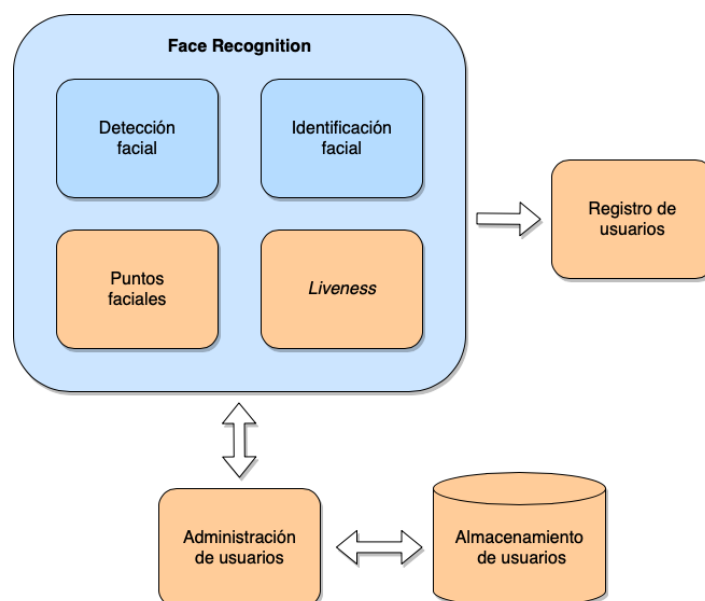 Face Recognition
Detección
facial
Identificación
facial
Puntos
faciales
Liveness
Registro de
usuarios
Administración
de usuarios
Almacenamiento
de usuarios